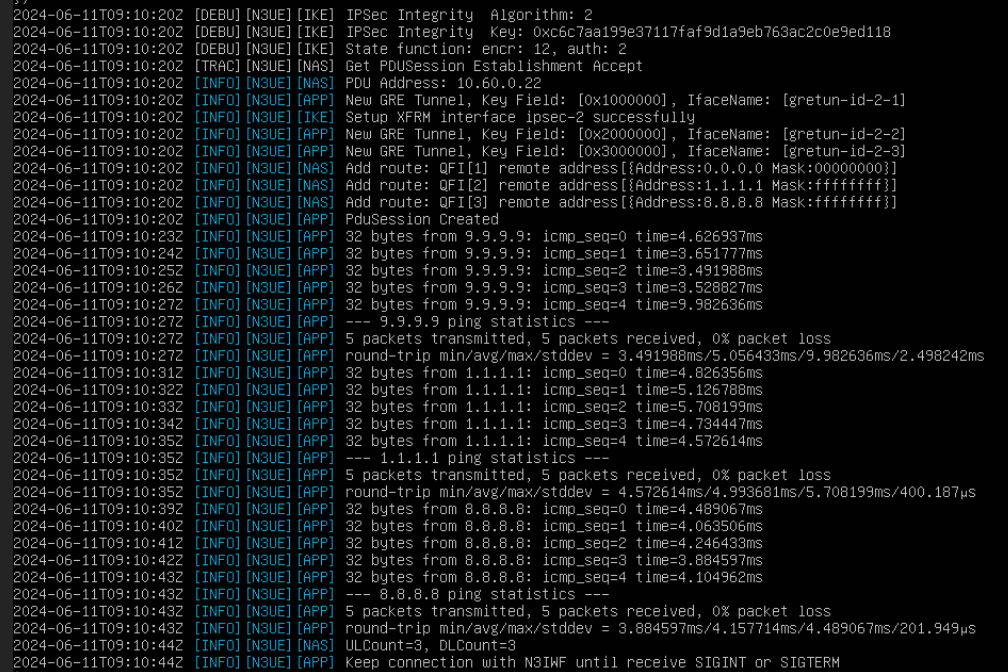 2024-06-11T09:10:20Z [DEBU][N3UE][IKE] IPSec Integrity  Algorithm: 2
2024-06-11T09:10:20Z [DEBU][N3UE][IKE] IPSec Integrity  Key: 0xc6c7aa199e37117faf9d1a9eb763ac2c0e9ed118
2024-06-11T09:10:20Z [DEBU][N3UE][IKE] State function: encr: 12, auth: 2
2024-06-11T09:10:20Z [TRAC][N3UE][NAS] Get PDUSession Establishment Accept
2024-06-11T09:10:20Z [INFO][N3UE][NAS] PDU Address: 10.60.0.22
2024-06-11T09:10:20Z [INFO][N3UE][APP] New GRE Tunnel, Key Field: [0x1000000], IfaceName: [gretun-id-2-1]
2024-06-11T09:10:20Z [INFO][N3UE][IKE] Setup XFRM interface ipsec-2 successfully
2024-06-11T09:10:20Z [INFO][N3UE][APP] New GRE Tunnel, Key Field: [0x2000000], IfaceName: [gretun-id-2-2]
2024-06-11T09:10:20Z [INFO][N3UE][APP] New GRE Tunnel, Key Field: [0x3000000], IfaceName: [gretun-id-2-3]
2024-06-11T09:10:20Z [INFO][N3UE][NAS] Add route: QFI[1] remote address[{Address:0.0.0.0 Mask:00000000}]
2024-06-11T09:10:20Z [INFO][N3UE][NAS] Add route: QFI[2] remote address[{Address:1.1.1.1 Mask:ffffffff}]
2024-06-11T09:10:20Z [INFO][N3UE][NAS] Add route: QFI[3] remote address[{Address:8.8.8.8 Mask:ffffffff}]
2024-06-11T09:10:20Z [INFO][N3UE][APP] PduSession Created
2024-06-11T09:10:23Z [INFO][N3UE][APP] 32 bytes from 9.9.9.9: icmp_seq=0 time=4.626937ms
2024-06-11T09:10:24Z [INFO][N3UE][APP] 32 bytes from 9.9.9.9: icmp_seq=1 time=3.651777ms
2024-06-11T09:10:25Z [INFO][N3UE][APP] 32 bytes from 9.9.9.9: icmp_seq=2 time=3.491988ms
2024-06-11T09:10:26Z [INFO][N3UE][APP] 32 bytes from 9.9.9.9: icmp_seq=3 time=3.528827ms
2024-06-11T09:10:27Z [INFO][N3UE][APP] 32 bytes from 9.9.9.9: icmp_seq=4 time=9.982636ms
2024-06-11T09:10:27Z [INFO][N3UE][APP] --- 9.9.9.9 ping statistics ---
2024-06-11T09:10:27Z [INFO][N3UE][APP] 5 packets transmitted, 5 packets received, 0% packet loss
2024-06-11T09:10:27Z [INFO][N3UE][APP] round-trip min/avg/max/stddev = 3.491988ms/5.056433ms/9.982636ms/2.498242ms
2024-06-11T09:10:31Z [INFO][N3UE][APP] 32 bytes from 1.1.1.1: icmp_seq=0 time=4.826356ms
2024-06-11T09:10:32Z [INFO][N3UE][APP] 32 bytes from 1.1.1.1: icmp_seq=1 time=5.126788ms
2024-06-11T09:10:33Z [INFO][N3UE][APP] 32 bytes from 1.1.1.1: icmp_seq=2 time=5.708199ms
2024-06-11T09:10:34Z [INFO][N3UE][APP] 32 bytes from 1.1.1.1: icmp_seq=3 time=4.734447ms
2024-06-11T09:10:35Z [INFO][N3UE][APP] 32 bytes from 1.1.1.1: icmp_seq=4 time=4.572614ms
2024-06-11T09:10:35Z [INFO][N3UE][APP] --- 1.1.1.1 ping statistics ---
2024-06-11T09:10:35Z [INFO][N3UE][APP] 5 packets transmitted, 5 packets received, 0% packet loss
2024-06-11T09:10:35Z [INFO][N3UE][APP] round-trip min/avg/max/stddev = 4.572614ms/4.993681ms/5.708199ms/400.187µs
2024-06-11T09:10:39Z [INFO][N3UE][APP] 32 bytes from 8.8.8.8: icmp_seq=0 time=4.489067ms
2024-06-11T09:10:40Z [INFO][N3UE][APP] 32 bytes from 8.8.8.8: icmp_seq=1 time=4.063506ms
2024-06-11T09:10:41Z [INFO][N3UE][APP] 32 bytes from 8.8.8.8: icmp_seq=2 time=4.246433ms
2024-06-11T09:10:42Z [INFO][N3UE][APP] 32 bytes from 8.8.8.8: icmp_seq=3 time=3.884597ms
2024-06-11T09:10:43Z [INFO][N3UE][APP] 32 bytes from 8.8.8.8: icmp_seq=4 time=4.104962ms
2024-06-11T09:10:43Z [INFO][N3UE][APP] --- 8.8.8.8 ping statistics ---
2024-06-11T09:10:43Z [INFO][N3UE][APP] 5 packets transmitted, 5 packets received, 0% packet loss
2024-06-11T09:10:43Z [INFO][N3UE][APP] round-trip min/avg/max/stddev = 3.884597ms/4.157714ms/4.489067ms/201.949µs
2024-06-11T09:10:44Z [INFO][N3UE][NAS] ULCount=3, DLCount=3
2024-06-11T09:10:44Z [INFO][N3UE][APP] Keep connection with N3IWF until receive SIGINT or SIGTERM